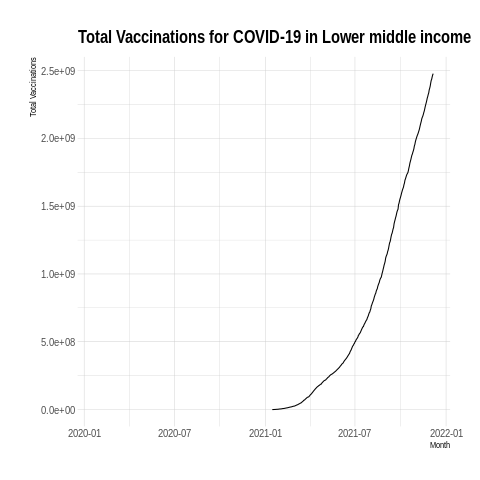 Total Vaccinations for COVID-19 in Lower middle income
Total Vaccinations
2.5e+09
2.0e+09
1.5e+09
1.0e+09
5.0e+08
0.0e+00
2020-01 2020-07 2021-01 2021-07 2022-01
Month